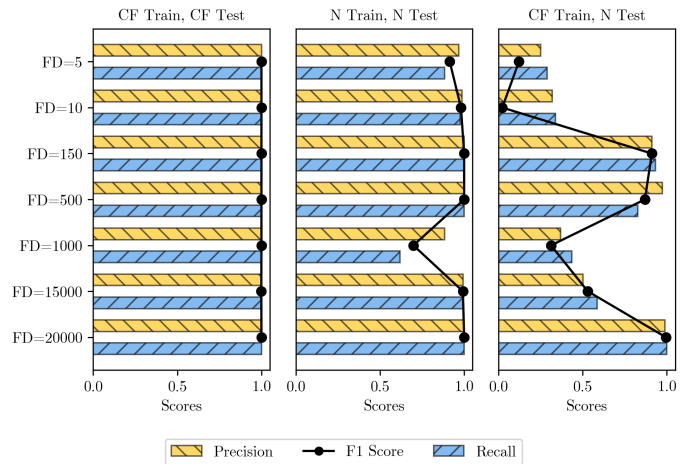 CF Train, CF Test
N Train, N Test
CF Train, N Test
FD=5
FD=10
FD=150
FD=500
FD=1000
FD=15000
FD=20000
0.0 0.5 1.0
0.0 0.5 1.0
0.0 0.5 1.0
Scores
Scores
Scores
Precision
F1 Score
Recall